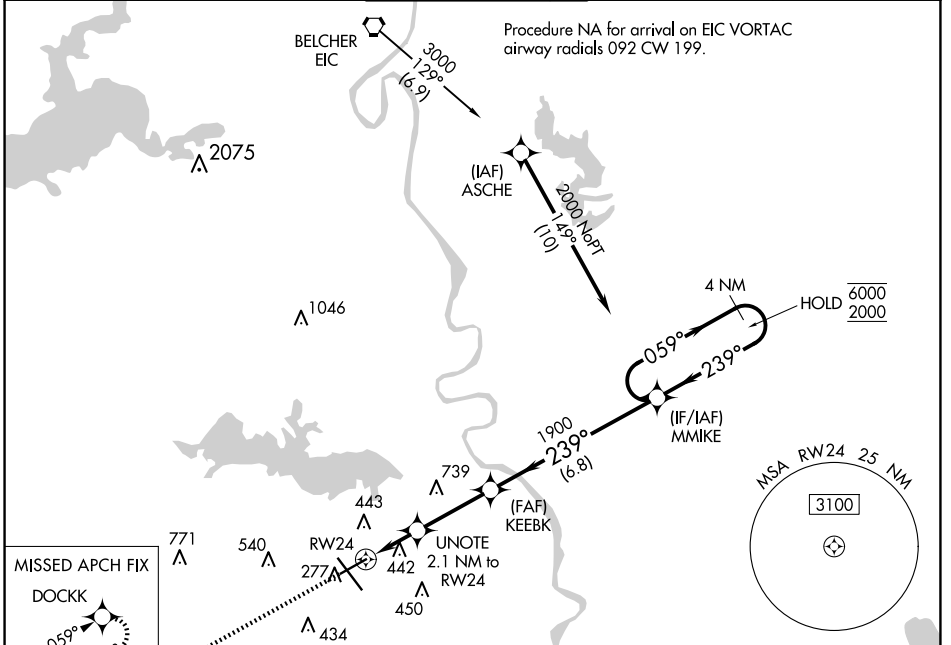 BELCHER
EIC
3000
129°
(6.9)
Procedure NA for arrival on EIC VORTAC
airway radials 092 CW 199.
2075
(IAF)
ASCHE
2000 NoPT
149°
(10)
1046
4 NM
HOLD
6000
2000
059°
239°
(IF/IAF)
MMIKE
1900
239°
(6.8)
(FAF)
KEEBK
739
443
UNOTE
2.1 NM to
RW24
RW24
442
277
450
434
771
540
MSA RW24 25 NM
3100
MISSED APCH FIX
DOCKK
059°